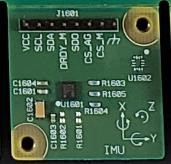 J1601
VCC
SCL
SDA
DRDY_M
SDO
CS_AG
CS_M
U1602
C1604
C1605
R1603
R1605
R1604
U1601
C1602
C1603
R1602
R1601
X
Z
Y
IMU